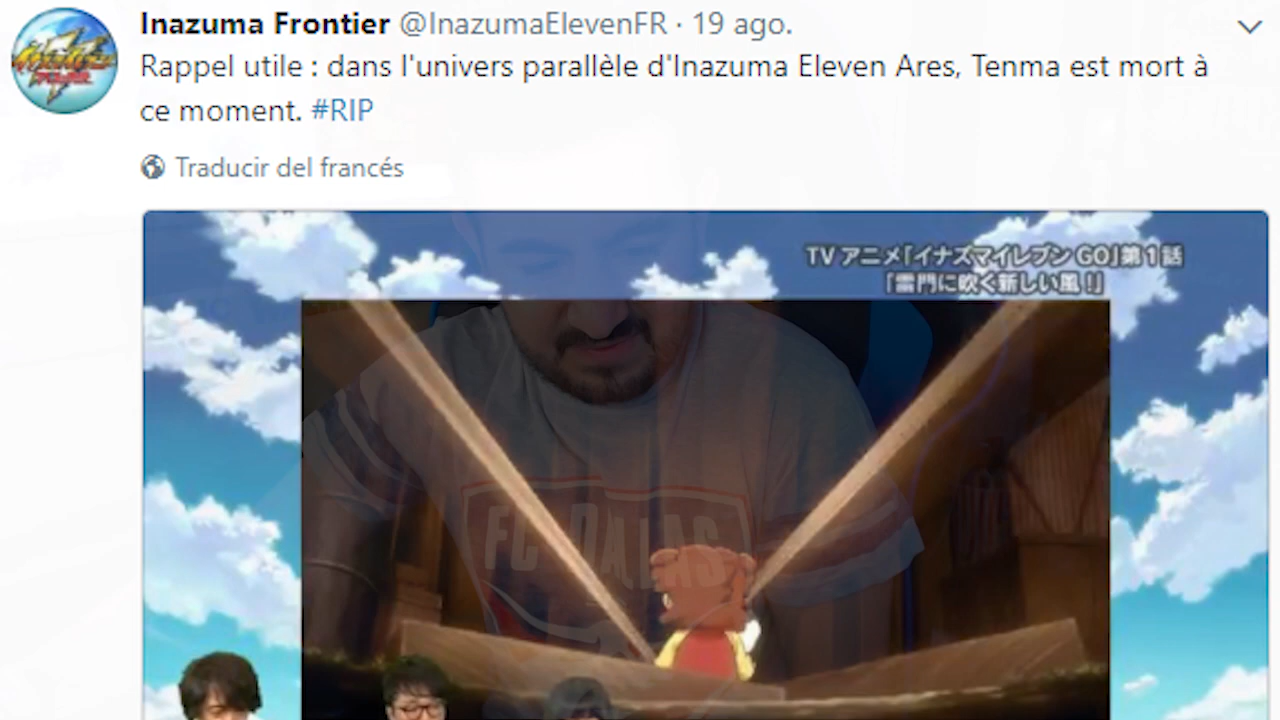 Inazuma Frontier @InazumaElevenFR · 19 ago.
Rappel utile : dans l'univers parallèle d'Inazuma Eleven Ares, Tenma est mort à
ce moment. #RIP
Traducir del francés
TV アニメ「イナズマイレブン GO」第1話
「雷門に吹く新しい風！」
FC DALLAS